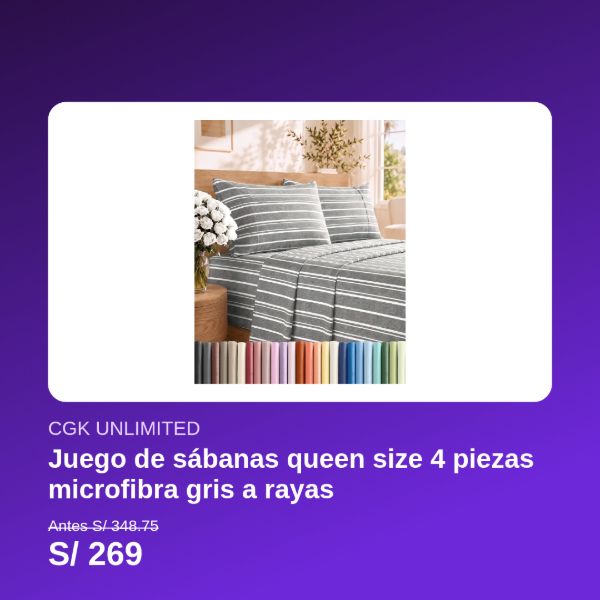 CGK UNLIMITED
Juego de sábanas queen size 4 piezas
microfibra gris a rayas
Antes S/ 348.75
S/ 269